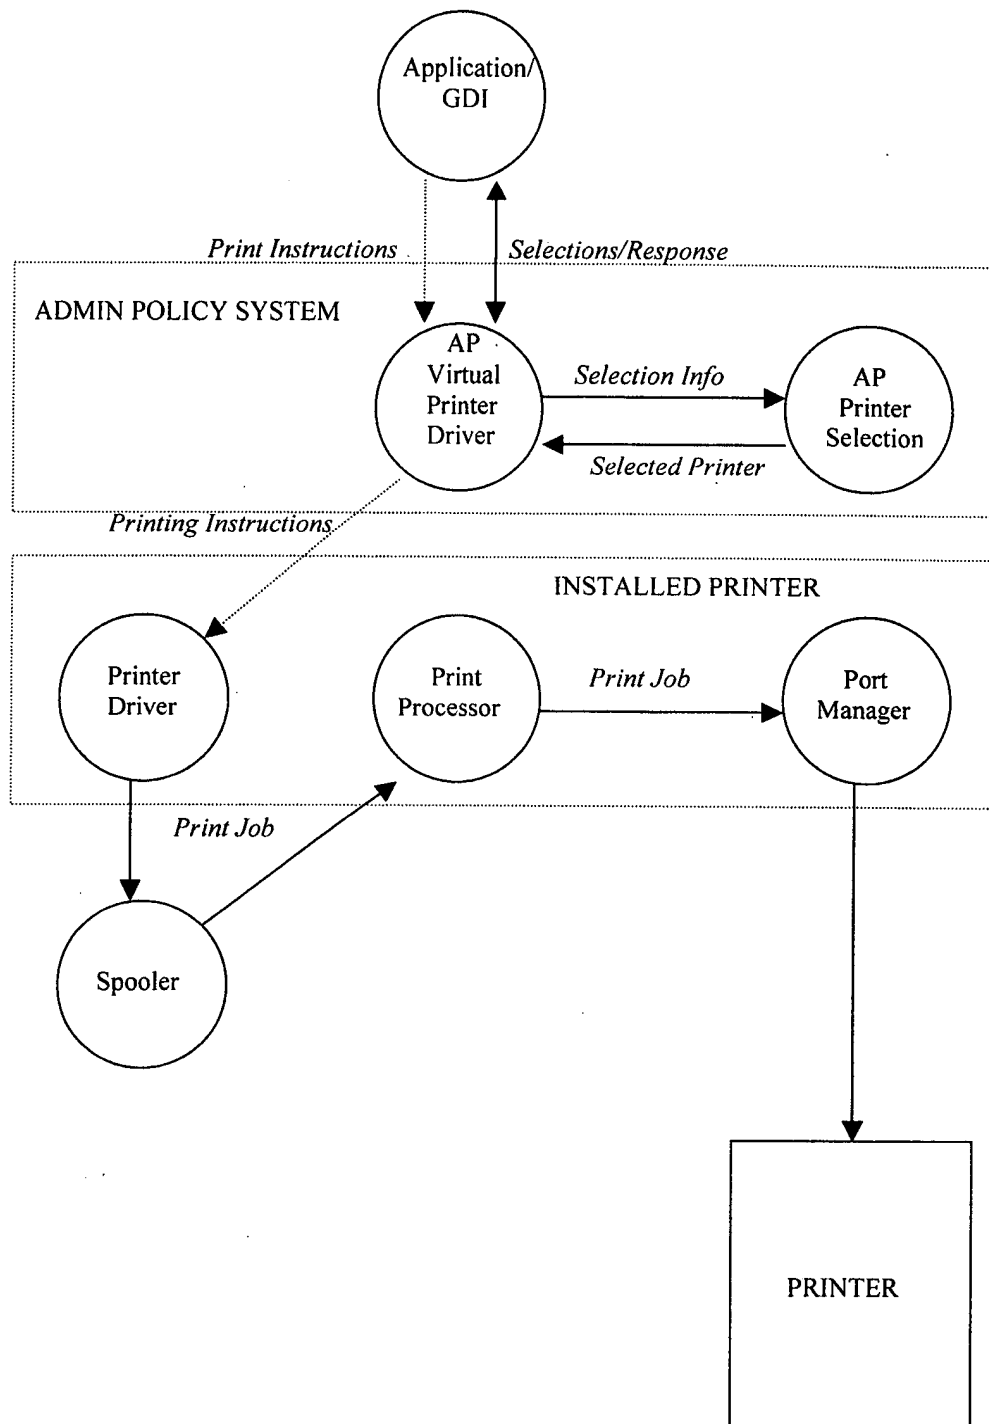 Application/
GDI
Print Instructions
Selections/Response
ADMIN POLICY SYSTEM
AP
Virtual
Printer
Driver
Selection Info
AP
Printer
Selection
Selected Printer
Printing Instructions
INSTALLED PRINTER
Printer
Driver
Print
Processor
Print Job
Port
Manager
Print Job
Spooler
PRINTER